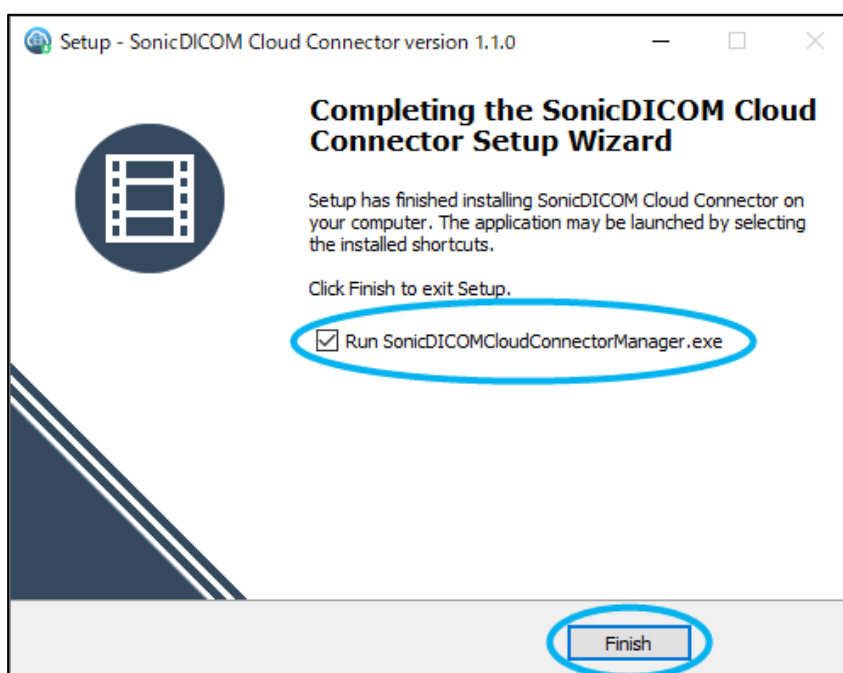 Setup - SonicDICOM Cloud Connector version 1.1.0
Completing the SonicDICOM Cloud
Connector Setup Wizard
Setup has finished installing SonicDICOM Cloud Connector on
your computer. The application may be launched by selecting
the installed shortcuts.
Click Finish to exit Setup.
Run SonicDICOMCloudConnectorManager.exe
Finish